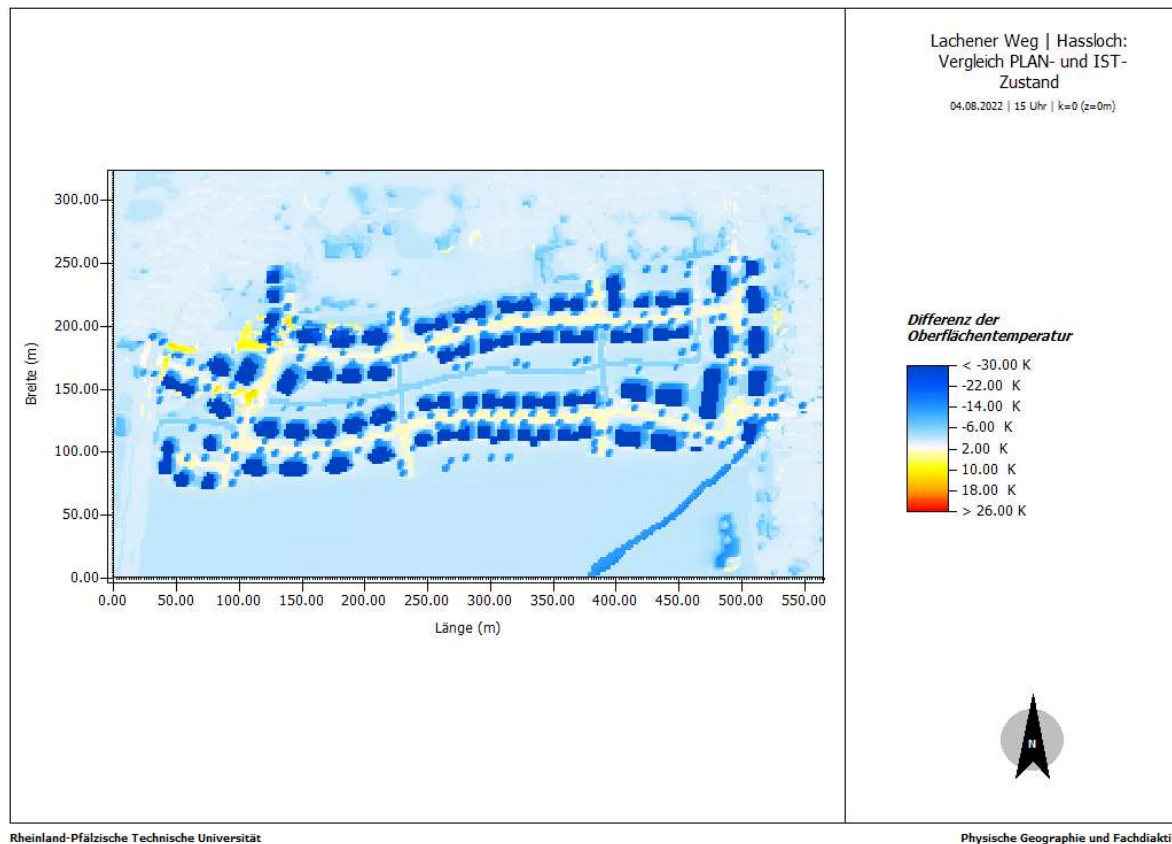 Lachener Weg | Hassloch:
Vergleich PLAN- und IST-
Zustand
04.08.2022 | 15 Uhr | k=0 (z=0m)
300.00
250.00
200.00
150.00
100.00
50.00
0.00
Breite (m)
0.00 50.00 100.00 150.00 200.00 250.00 300.00 350.00 400.00 450.00 500.00 550.00
Länge (m)
Differenz der
Oberflächentemperatur
< -30.00 K
-22.00 K
-14.00 K
-6.00 K
2.00 K
10.00 K
18.00 K
> 26.00 K
N
Rheinland-Pfälzische Technische Universität
Physische Geographie und Fachdiakti